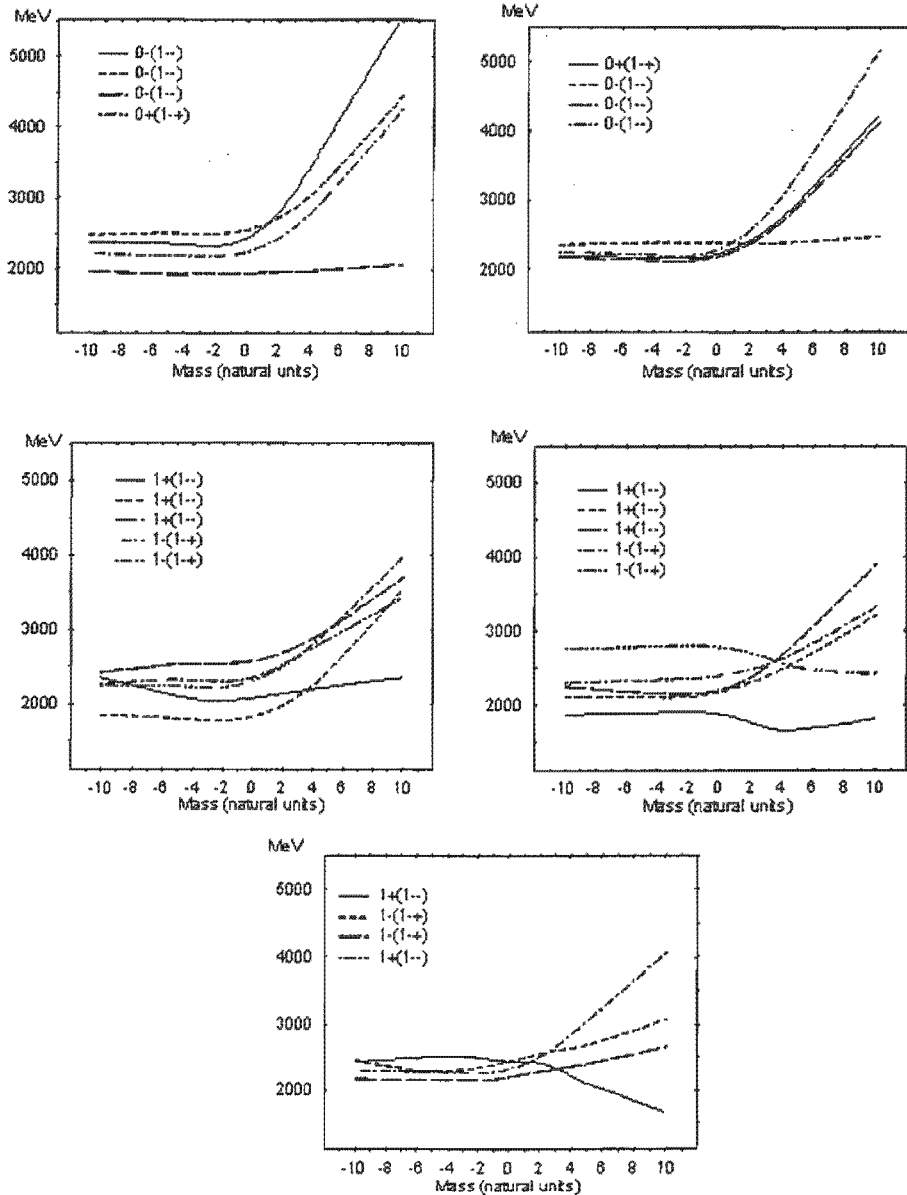 MeV
5000
4000
3000
2000
0-(1--)
0-(1--)
0-(1--)
0+(1-+)
-10 -8 -6 -4 -2 0 2 4 6 8 10
Mass (natural units)
MeV
5000
4000
3000
2000
0+(1-+)
0-(1--)
0-(1--)
0-(1--)
-10 -8 -6 -4 -2 0 2 4 6 8 10
Mass (natural units)
MeV
5000
4000
3000
2000
1+(1--)
1+(1--)
1+(1--)
1-(1-+)
1-(1-+)
-10 -8 -6 -4 -2 0 2 4 6 8 10
Mass (natural units)
MeV
5000
4000
3000
2000
1+(1--)
1+(1--)
1+(1--)
1-(1-+)
1-(1-+)
-10 -8 -6 -4 -2 0 2 4 6 8 10
Mass (natural units)
MeV
5000
4000
3000
2000
1+(1--)
1-(1-+)
1-(1-+)
1+(1--)
-10 -8 -6 -4 -2 0 2 4 6 8 10
Mass (natural units)